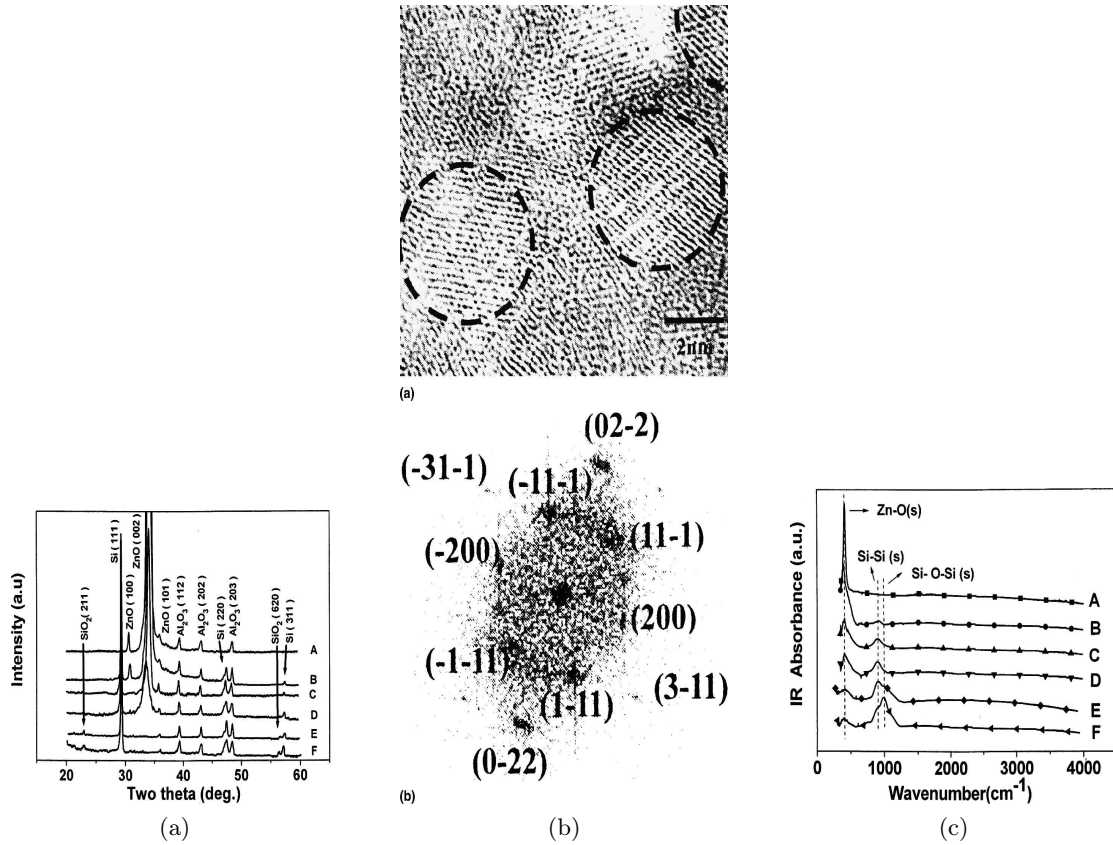 2nm
(a)
(02-2)
(-31-1)
(-11-1)
(11-1)
(-200)
(200)
(-1-11)
(3-11)
(1-11)
(0-22)
(b)
Intensity (a.u)
SiO₂(211)
Si (111)
ZnO (100)
ZnO (002)
ZnO (101)
Al₂O₃ (112)
Al₂O₃ (202)
Si (220)
Al₂O₃ (203)
SiO₂ (620)
Si (311)
A
B
C
D
E
F
20 30 40 50 60
Two theta (deg.)
(a)
(b)
IR Absorbance (a.u.)
Zn-O(s)
Si-Si (s)
Si- O-Si (s)
A
B
C
D
E
F
0 1000 2000 3000 4000
Wavenumber(cm⁻¹)
(c)